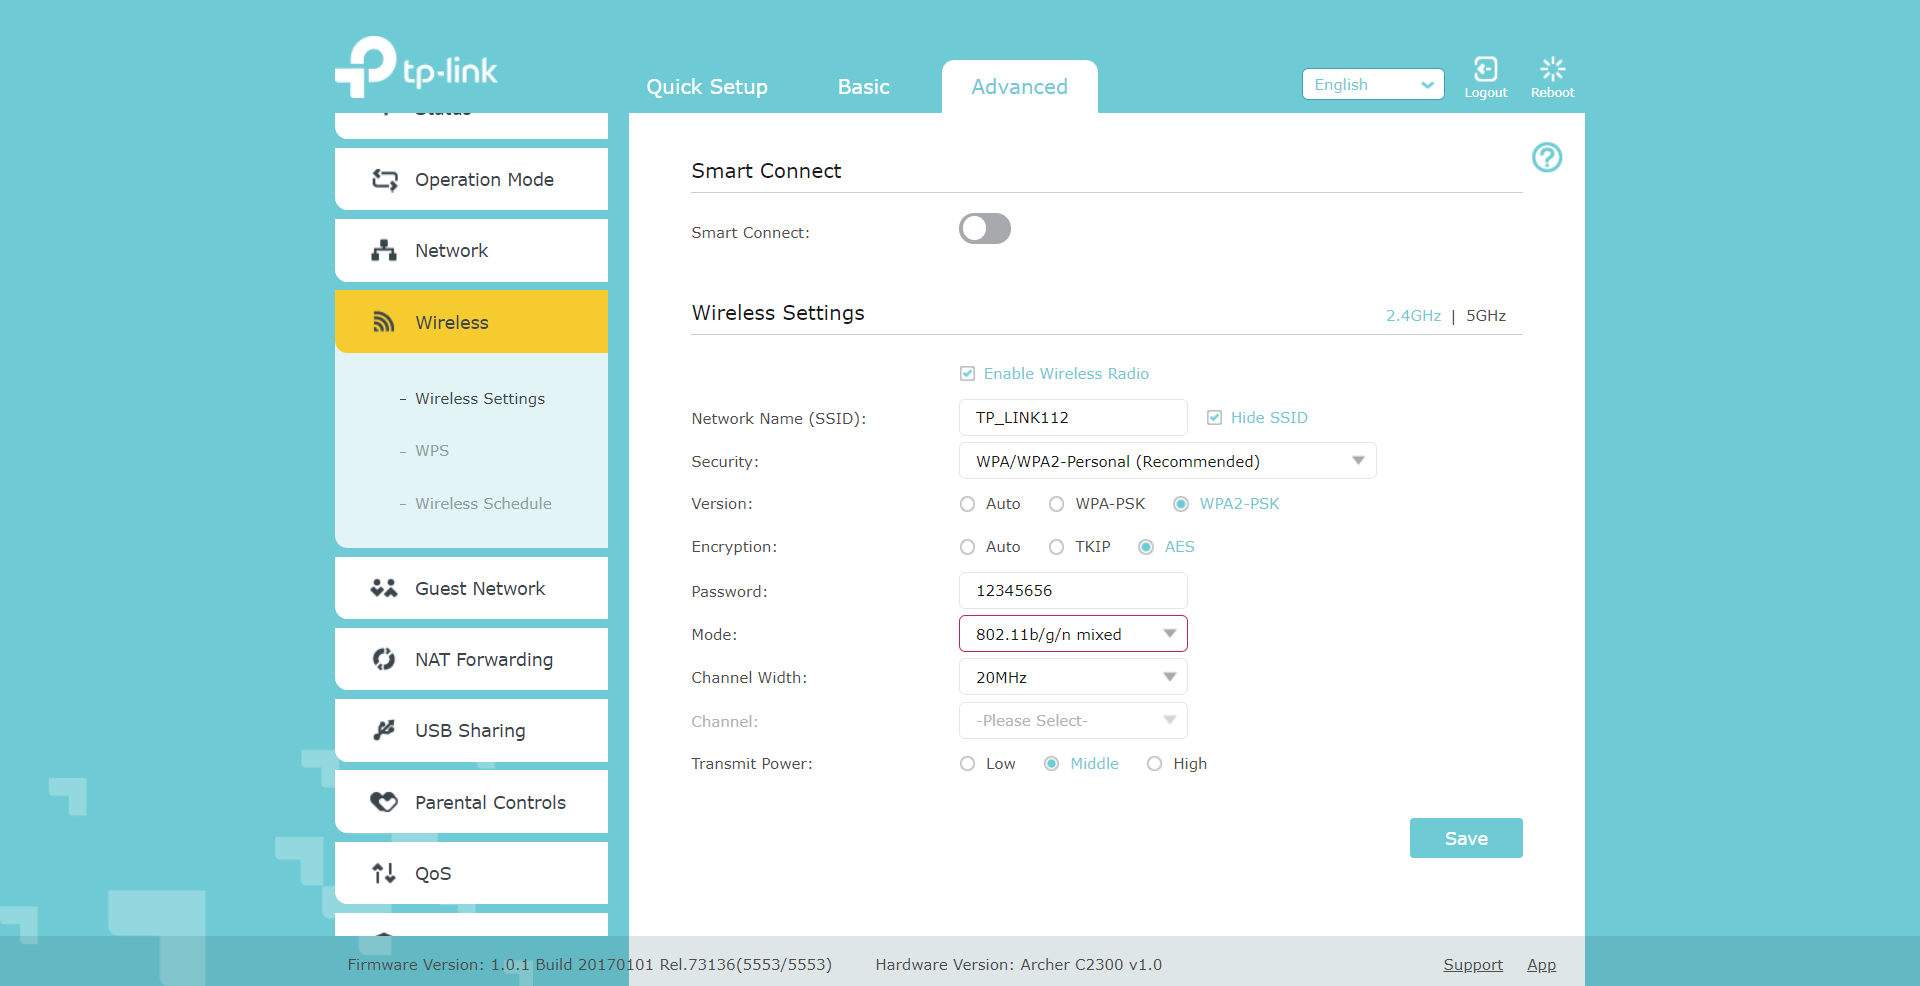 tp-link
Quick Setup
Basic
Advanced
English
Logout
Reboot
Status
Operation Mode
Network
Wireless
- Wireless Settings
- WPS
- Wireless Schedule
Guest Network
NAT Forwarding
USB Sharing
Parental Controls
QoS
Smart Connect
Smart Connect:
Wireless Settings
2.4GHz | 5GHz
Enable Wireless Radio
Network Name (SSID): TP_LINK112 Hide SSID
Security: WPA/WPA2-Personal (Recommended)
Version: Auto WPA-PSK WPA2-PSK
Encryption: Auto TKIP AES
Password: 12345656
Mode: 802.11b/g/n mixed
Channel Width: 20MHz
Channel: -Please Select-
Transmit Power: Low Middle High
Save
Firmware Version: 1.0.1 Build 20170101 Rel.73136(5553/5553) Hardware Version: Archer C2300 v1.0 Support App